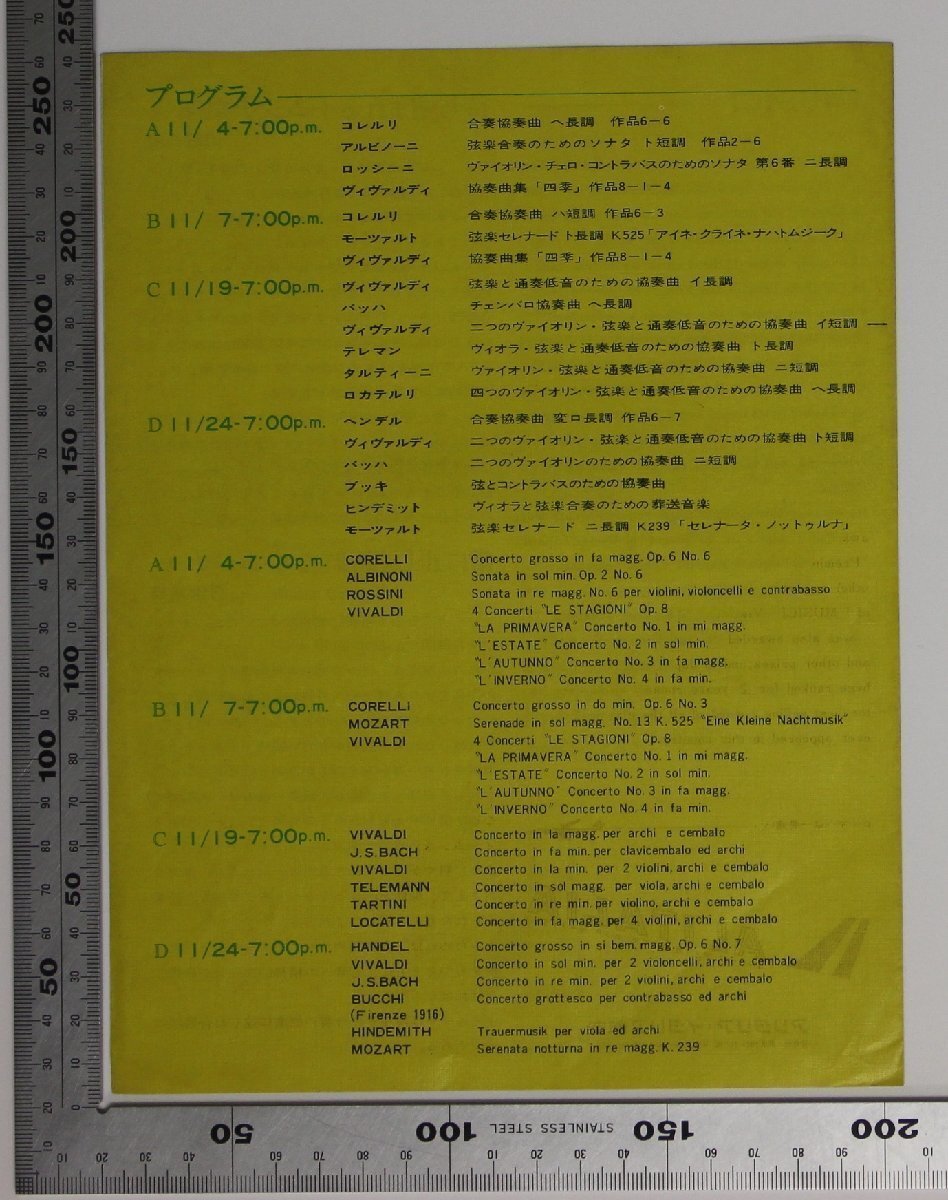 プログラム
A 11/ 4-7:00p.m. コレルリ 合奏協奏曲 ヘ長調 作品6−6
アルビノーニ 弦楽合奏のためのソナタ ト短調 作品2−6
ロッシーニ ヴァイオリン・チェロ・コントラバスのためのソナタ 第6番 ニ長調
ヴィヴァルディ 協奏曲集「四季」作品8−1−4
B 11/ 7-7:00p.m. コレルリ 合奏協奏曲 ハ短調 作品6−3
モーツァルト 弦楽セレナード ト長調 K525「アイネ・クライネ・ナハトムジーク」
ヴィヴァルディ 協奏曲集「四季」作品8−1−4
C 11/19-7:00p.m. ヴィヴァルディ 弦楽と通奏低音のための協奏曲 イ長調
バッハ チェンバロ協奏曲 ヘ長調
ヴィヴァルディ 二つのヴァイオリン・弦楽と通奏低音のための協奏曲 イ短調
テレマン ヴィオラ・弦楽と通奏低音のための協奏曲 ト長調
タルティーニ ヴァイオリン・弦楽と通奏低音のための協奏曲 ニ短調
ロカテルリ 四つのヴァイオリン・弦楽と通奏低音のための協奏曲 ヘ長調
D 11/24-7:00p.m. ヘンデル 合奏協奏曲 変ロ長調 作品6−7
ヴィヴァルディ 二つのヴァイオリン・弦楽と通奏低音のための協奏曲 ト短調
バッハ 二つのヴァイオリンのための協奏曲 ニ短調
ブッキ 弦とコントラバスのための協奏曲
ヒンデミット ヴィオラと弦楽合奏のための葬送音楽
モーツァルト 弦楽セレナード ニ長調 K239「セレナータ・ノットゥルナ」
A 11/ 4-7:00p.m. CORELLI Concerto grosso in fa magg. Op. 6 No. 6
ALBINONI Sonata in sol min. Op. 2 No. 6
ROSSINI Sonata in re magg. No. 6 per violini, violoncelli e contrabasso
VIVALDI 4 Concerti "LE STAGIONI" Op. 8
"LA PRIMAVERA" Concerto No. 1 in mi magg.
"L'ESTATE" Concerto No. 2 in sol min.
"L'AUTUNNO" Concerto No. 3 in fa magg.
"L'INVERNO" Concerto No. 4 in fa min.
B 11/ 7-7:00p.m. CORELLI Concerto grosso in do min. Op. 6 No. 3
MOZART Serenade in sol magg. No. 13 K. 525 "Eine Kleine Nachtmusik"
VIVALDI 4 Concerti "LE STAGIONI" Op. 8
"LA PRIMAVERA" Concerto No. 1 in mi magg.
"L'ESTATE" Concerto No. 2 in sol min.
"L'AUTUNNO" Concerto No. 3 in fa magg.
"L'INVERNO" Concerto No. 4 in fa min.
C 11/19-7:00p.m. VIVALDI Concerto in la magg. per archi e cembalo
J.S.BACH Concerto in fa min. per clavicembalo ed archi
VIVALDI Concerto in la min. per 2 violini, archi e cembalo
TELEMANN Concerto in sol magg. per viola, archi e cembalo
TARTINI Concerto in re min. per violino, archi e cembalo
LOCATELLI Concerto in fa magg. per 4 violini, archi e cembalo
D 11/24-7:00p.m. HANDEL Concerto grosso in si bem. magg. Op. 6 No. 7
VIVALDI Concerto in sol min. per 2 violoncelli, archi e cembalo
J.S.BACH Concerto in re min. per 2 violini, archi e cembalo
BUCCHI Concerto grottesco per contrabasso ed archi
(Firenze 1916)
HINDEMITH Trauermusik per viola ed archi
MOZART Serenata notturna in re magg. K. 239
50 100 STAINLESS STEEL 150 200